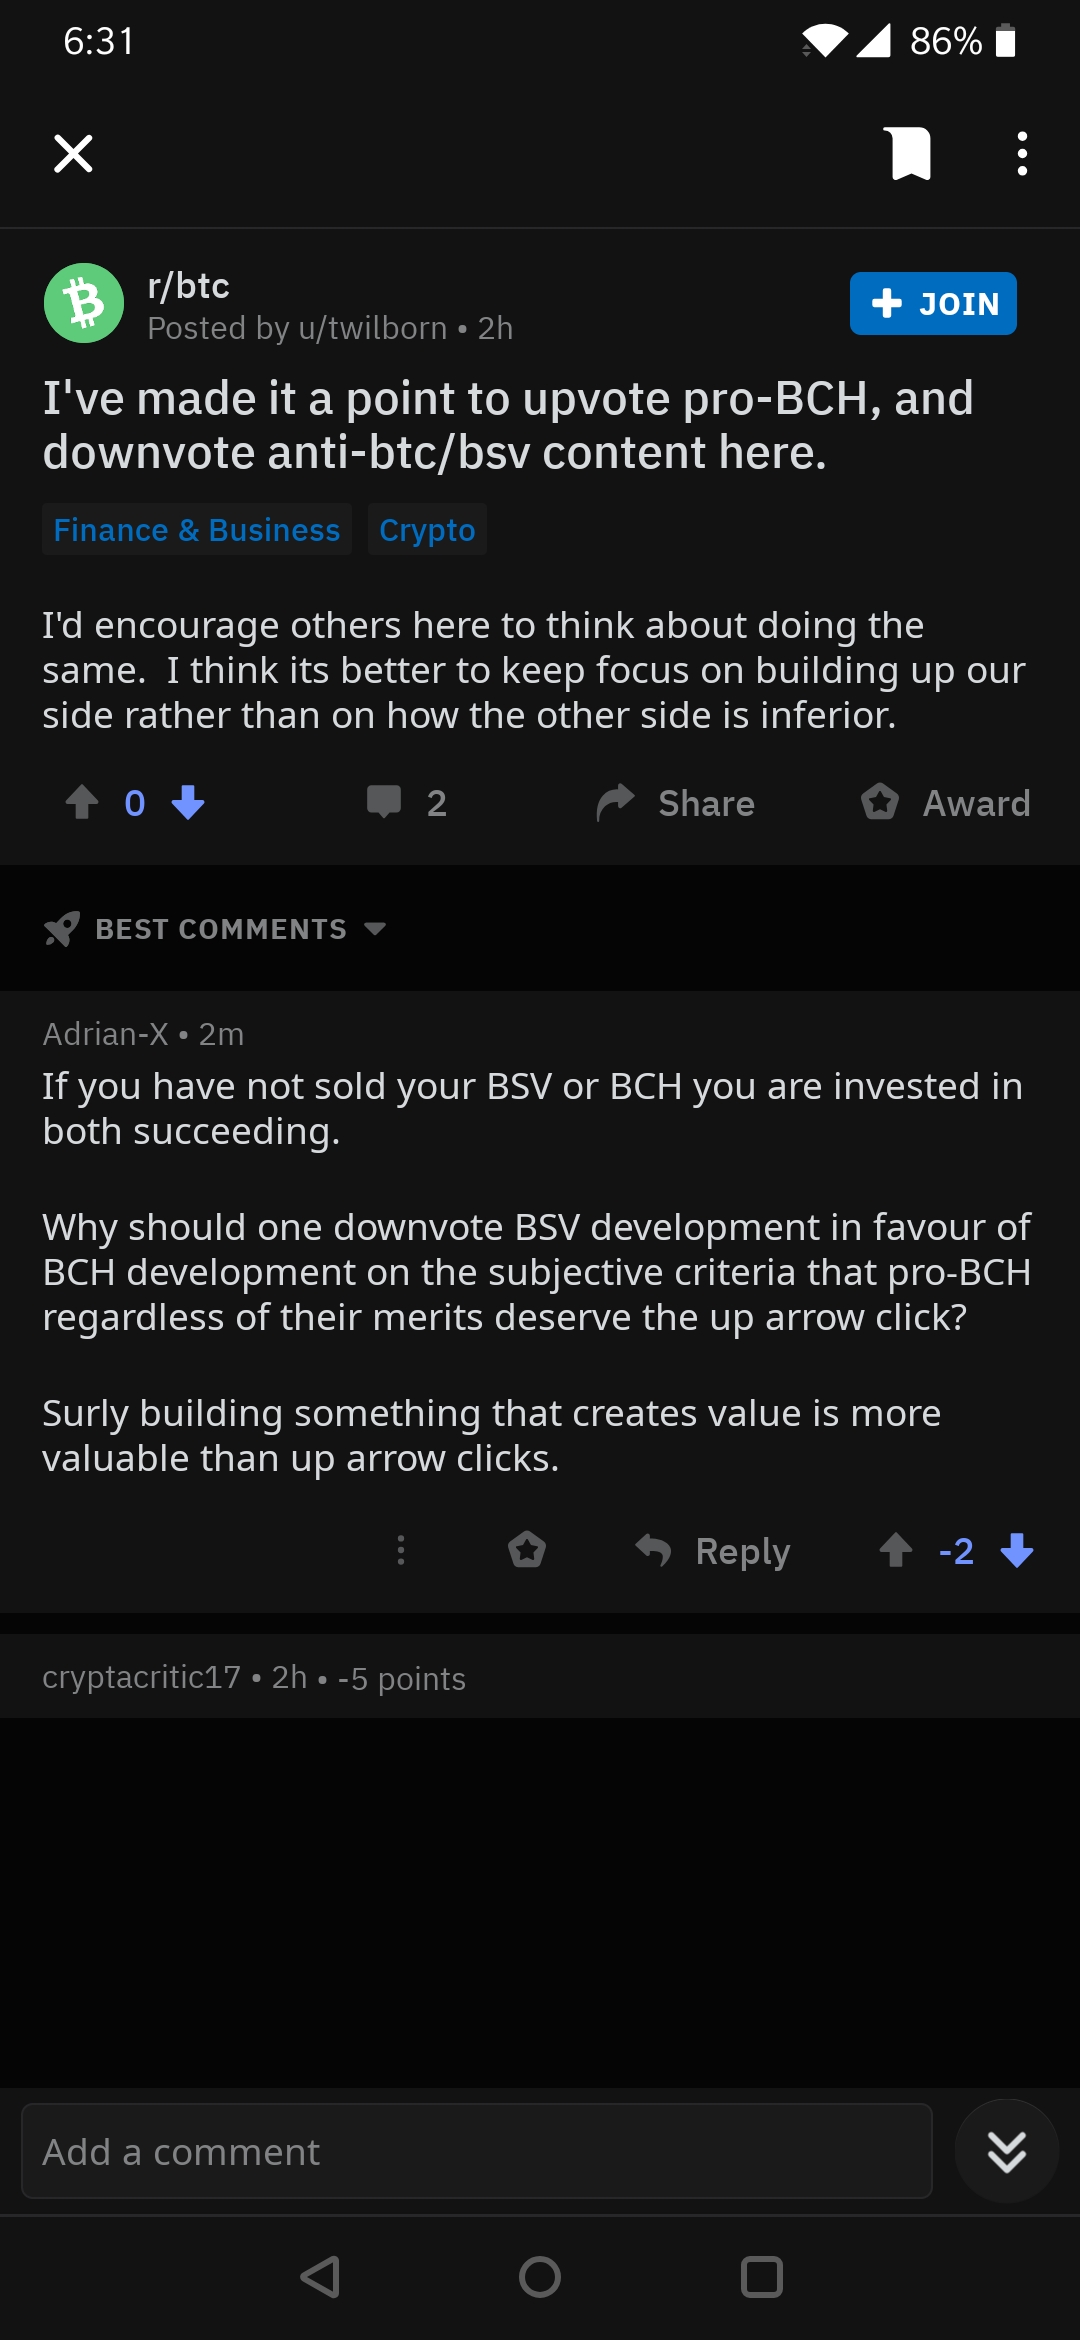 6:31
86%
r/btc
Posted by u/twilborn • 2h
JOIN
I've made it a point to upvote pro-BCH, and
downvote anti-btc/bsv content here.
Finance & Business Crypto
I'd encourage others here to think about doing the
same.  I think its better to keep focus on building up our
side rather than on how the other side is inferior.
0 2 Share Award
BEST COMMENTS
Adrian-X • 2m
If you have not sold your BSV or BCH you are invested in
both succeeding.
Why should one downvote BSV development in favour of
BCH development on the subjective criteria that pro-BCH
regardless of their merits deserve the up arrow click?
Surly building something that creates value is more
valuable than up arrow clicks.
Reply -2
cryptacritic17 • 2h • -5 points
Add a comment